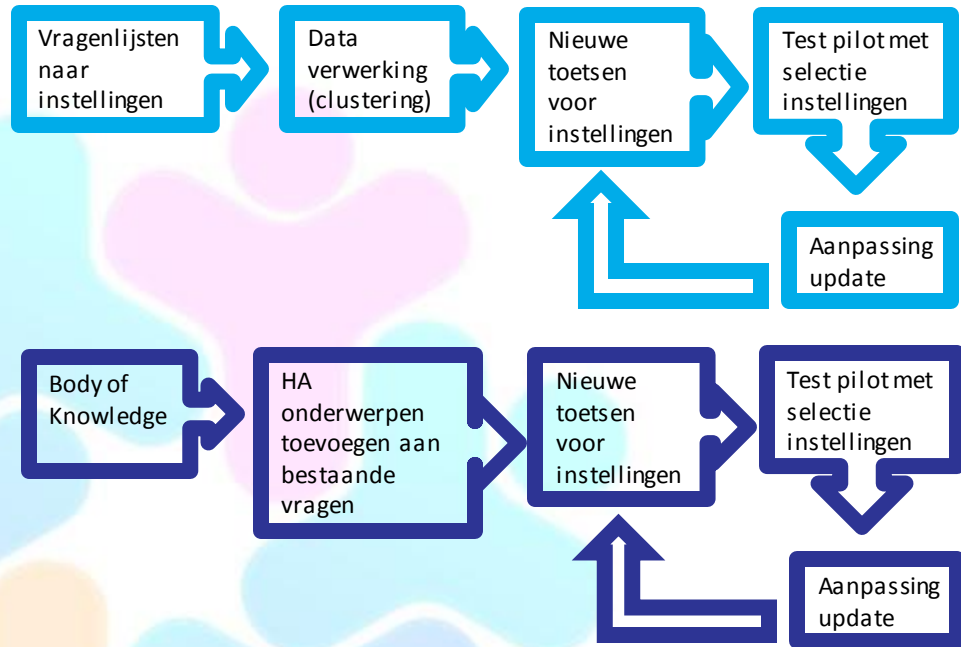 Vragenlijsten
naar
instellingen
Data
verwerking
(clustering)
Nieuwe
toetsen
voor
instellingen
Test pilot met
selectie
instellingen
Aanpassing
update
Body of
Knowledge
HA
onderwerpen
toevoegen aan
bestaande
vragen
Nieuwe
toetsen
voor
instellingen
Test pilot met
selectie
instellingen
Aanpassing
update